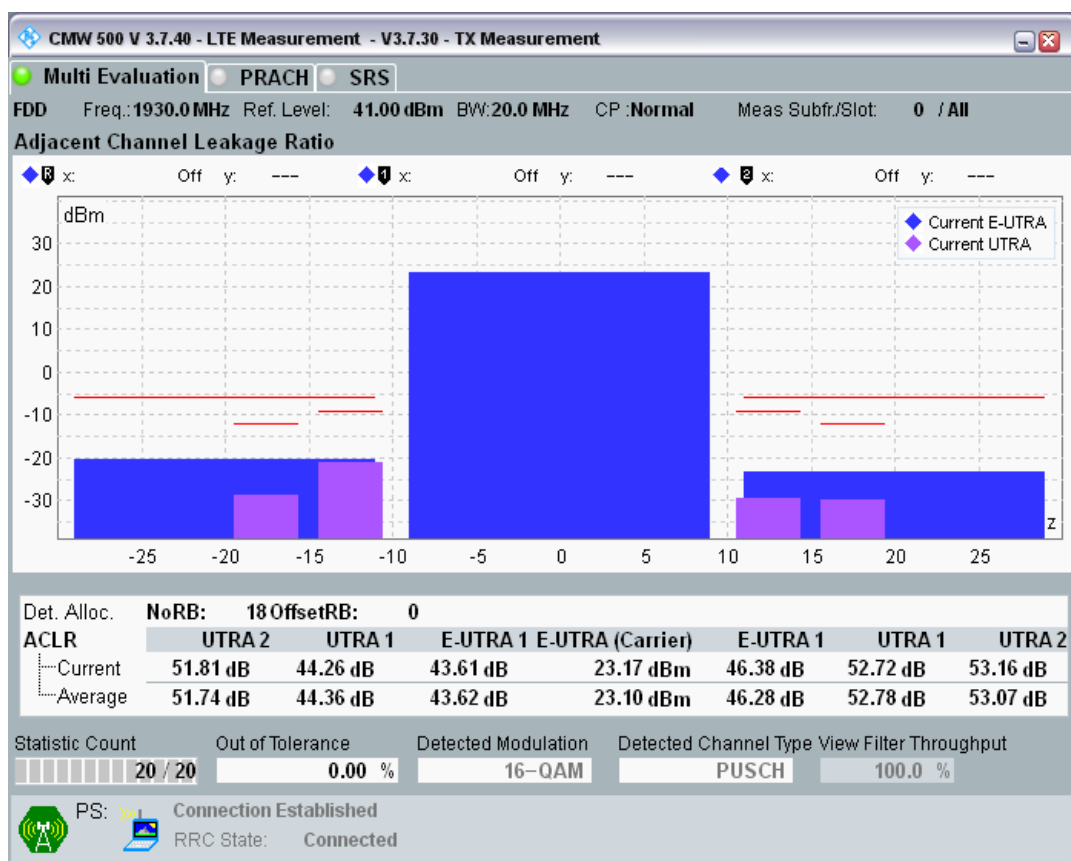 CMW 500 V 3.7.40 - LTE Measurement - V3.7.30 - TX Measurement
Multi Evaluation PRACH SRS
FDD Freq.: 1930.0 MHz Ref. Level: 41.00 dBm BW: 20.0 MHz CP : Normal Meas Subfr./Slot: 0 / All
Adjacent Channel Leakage Ratio
R x: Off y: --- 1 x: Off y: --- 2 x: Off y: ---
dBm
Current E-UTRA
Current UTRA
30
20
10
0
-10
-20
-30
z
-25 -20 -15 -10 -5 0 5 10 15 20 25
Det. Alloc. NoRB: 18 OffsetRB: 0
ACLR UTRA 2 UTRA 1 E-UTRA 1 E-UTRA (Carrier) E-UTRA 1 UTRA 1 UTRA 2
Current 51.81 dB 44.26 dB 43.61 dB 23.17 dBm 46.38 dB 52.72 dB 53.16 dB
Average 51.74 dB 44.36 dB 43.62 dB 23.10 dBm 46.28 dB 52.78 dB 53.07 dB
Statistic Count Out of Tolerance Detected Modulation Detected Channel Type View Filter Throughput
20 / 20 0.00 % 16-QAM PUSCH 100.0 %
PS: Connection Established
RRC State: Connected